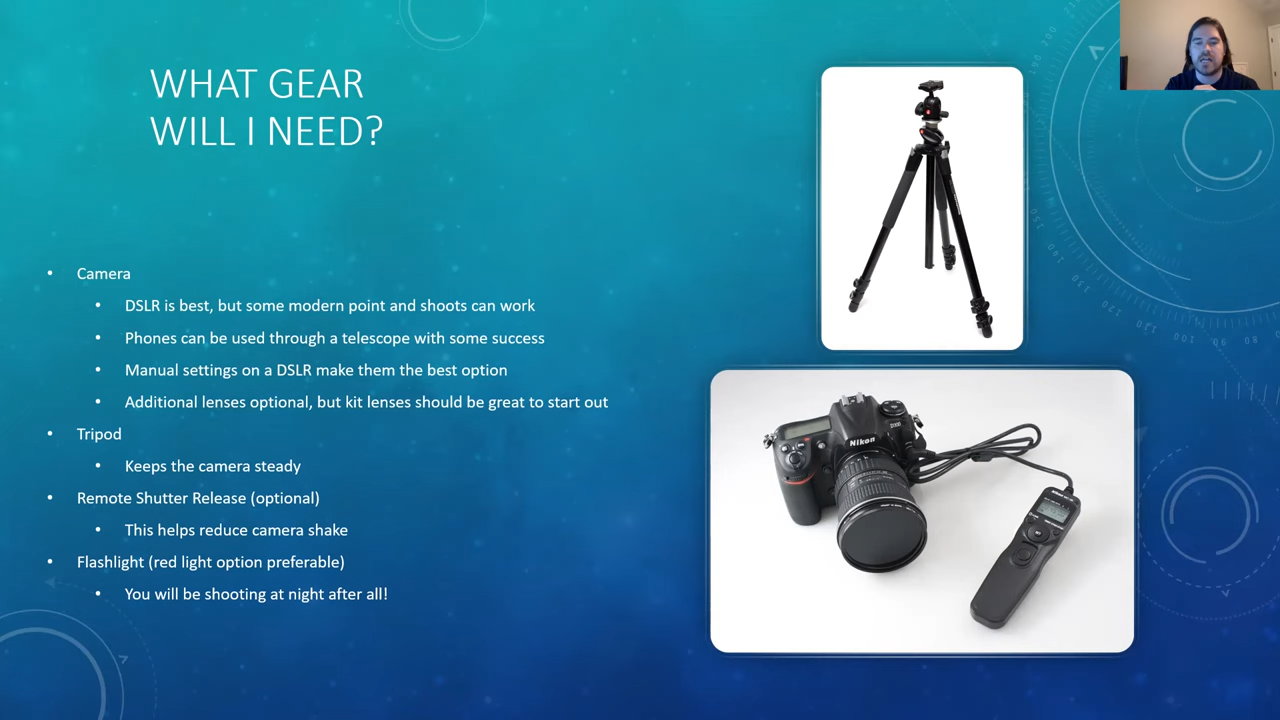 WHAT GEAR
WILL I NEED?
• Camera
• DSLR is best, but some modern point and shoots can work
• Phones can be used through a telescope with some success
• Manual settings on a DSLR make them the best option
• Additional lenses optional, but kit lenses should be great to start out
• Tripod
• Keeps the camera steady
• Remote Shutter Release (optional)
• This helps reduce camera shake
• Flashlight (red light option preferable)
• You will be shooting at night after all!
Nikon